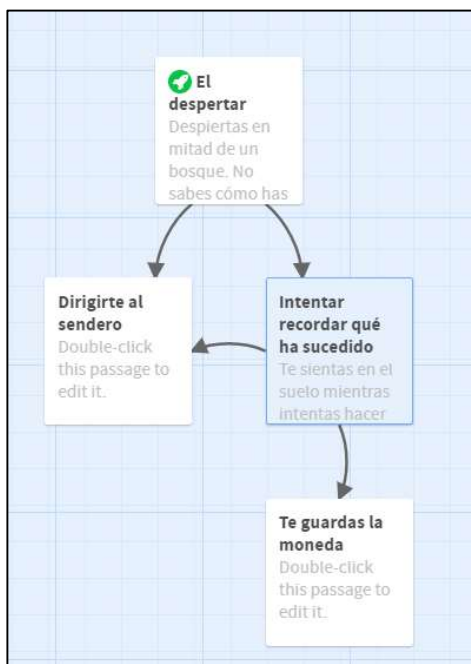 El
despertar
Despiertas en
mitad de un
bosque. No
sabes cómo has
Dirigirte al
sendero
Double-click
this passage to
edit it.
Intentar
recordar qué
ha sucedido
Te sientas en el
suelo mientras
intentas hacer
Te guardas la
moneda
Double-click
this passage to
edit it.